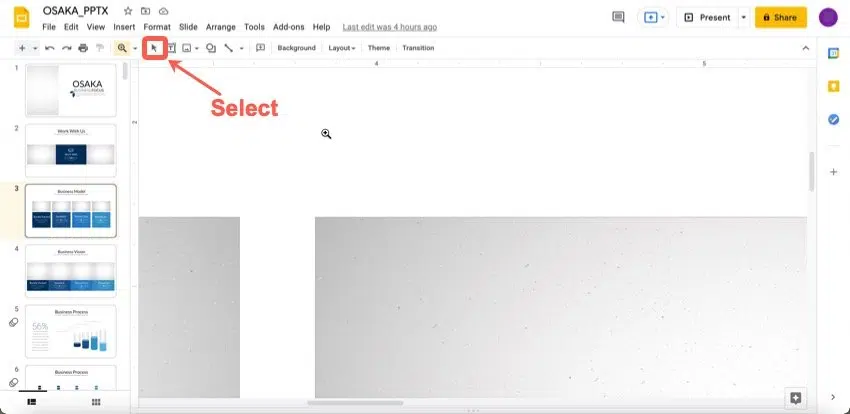 OSAKA_PPTX
File Edit View Insert Format Slide Arrange Tools Add-ons Help Last edit was 4 hours ago
Present
Share
Background Layout Theme Transition
4 5
2
Select
1
OSAKA
2
Work With Us
3
Business Model
4
Business Vision
5
Business Process
56%
6
Business Process